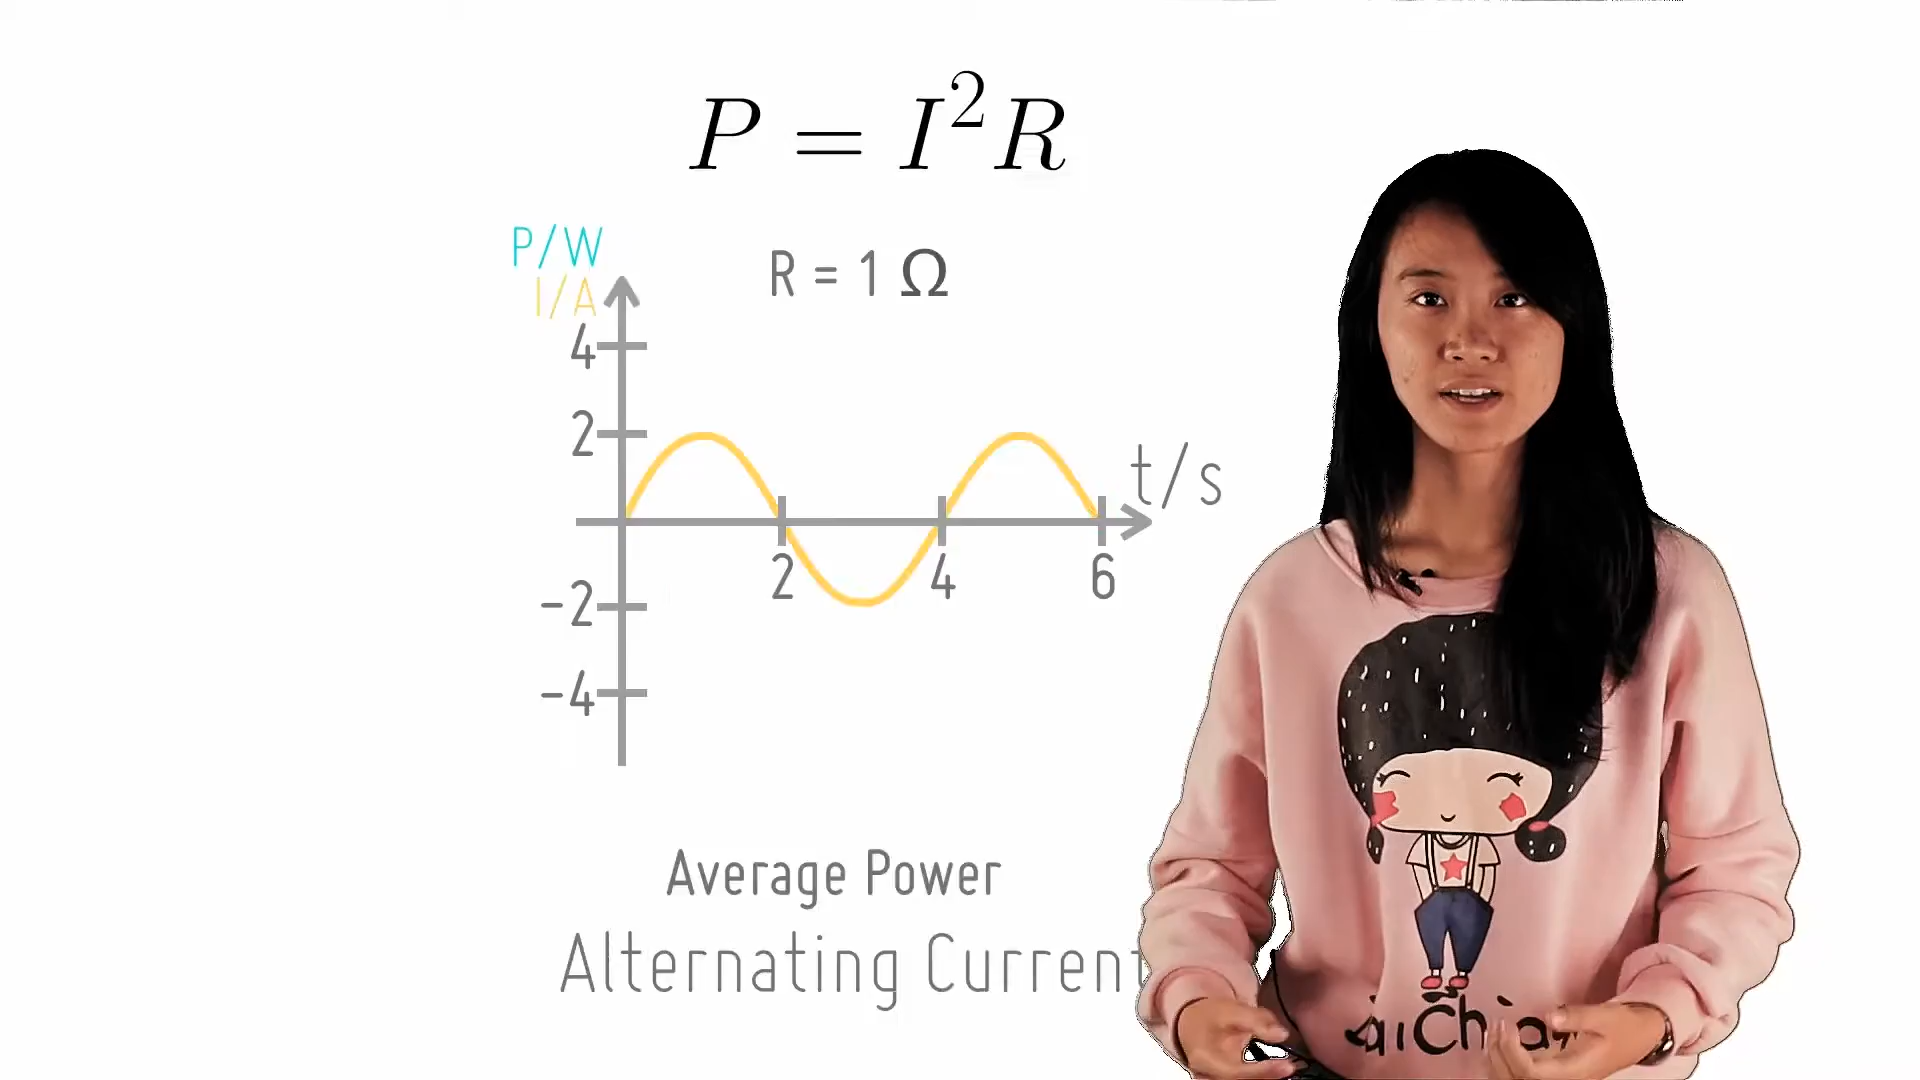 P = I²R
P/W
R = 1 Ω
I/A
4
2
t/s
2
4
6
-2
-4
Average Power
Alternating Current